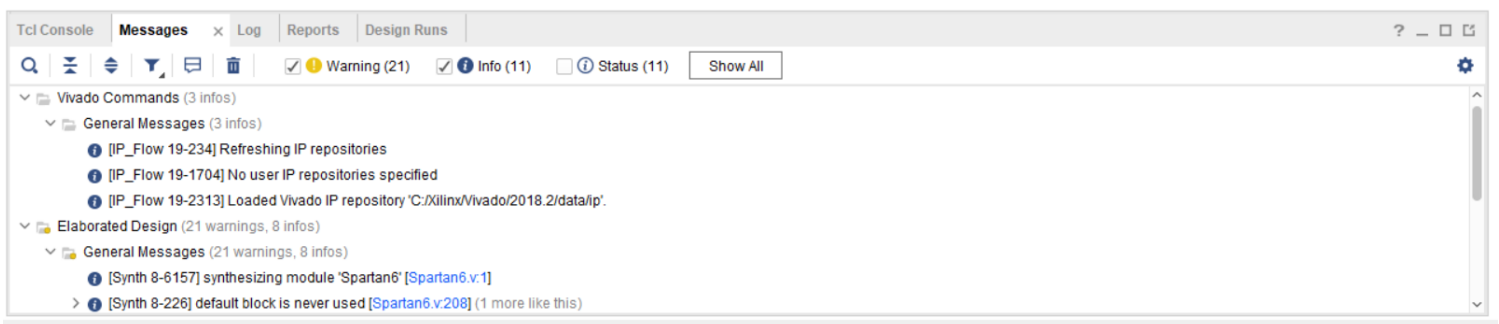 Tcl Console Messages × Log Reports Design Runs ? _
Warning (21) Info (11) Status (11) Show All
Vivado Commands (3 infos)
General Messages (3 infos)
[IP_Flow 19-234] Refreshing IP repositories
[IP_Flow 19-1704] No user IP repositories specified
[IP_Flow 19-2313] Loaded Vivado IP repository 'C:/Xilinx/Vivado/2018.2/data/ip'.
Elaborated Design (21 warnings, 8 infos)
General Messages (21 warnings, 8 infos)
[Synth 8-6157] synthesizing module 'Spartan6' [Spartan6.v:1]
[Synth 8-226] default block is never used [Spartan6.v:208] (1 more like this)